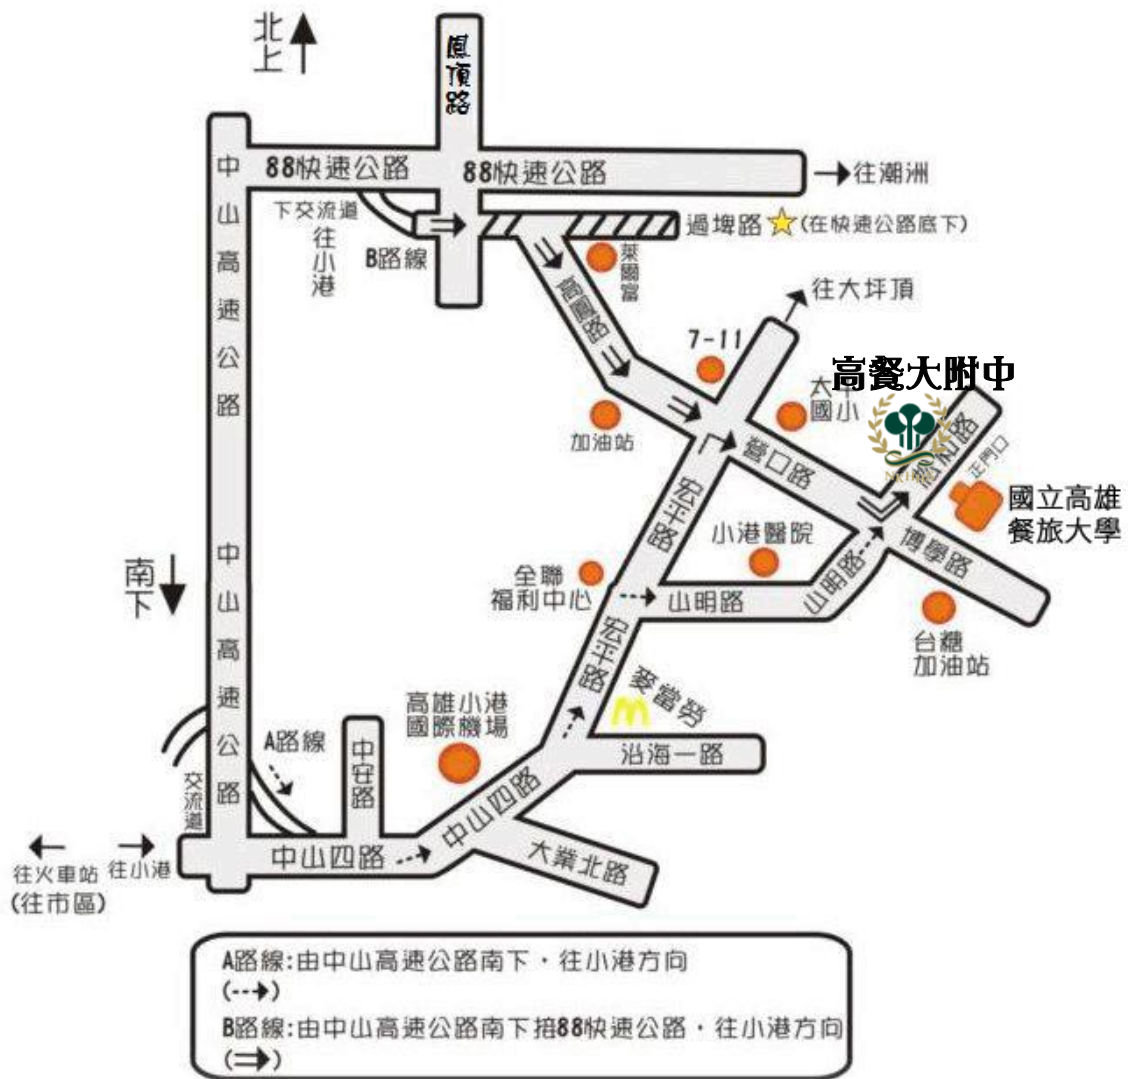 北上
鳳頂路
中山高速公路
88快速公路
88快速公路
往潮洲
下交流道
往小港
B路線
過埤路
(在快速公路底下)
萊爾富
高鳳路
往大坪頂
7-11
高餐大附中
太平國小
加油站
營口路
松和路
正門口
國立高雄
餐旅大學
宏平路
小港醫院
博學路
山明路
南下
中山高速公路
全聯
福利中心
山明路
宏平路
台糖
加油站
麥當勞
高雄小港
國際機場
A路線
中安路
沿海一路
交流道
中山四路
中山四路
大業北路
往火車站
(往市區)
往小港
A路線:由中山高速公路南下,往小港方向
(⇢)
B路線:由中山高速公路南下接88快速公路,往小港方向
(⇒)